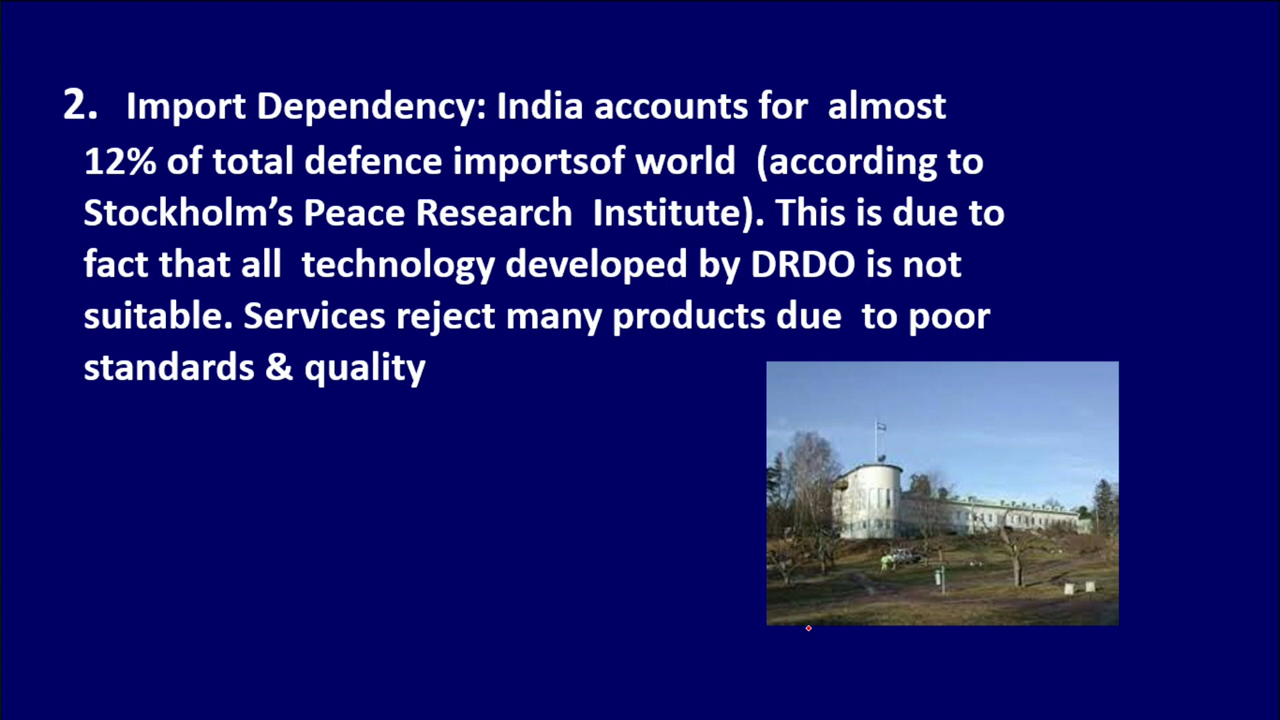 2. Import Dependency: India accounts for almost
12% of total defence importsof world (according to
Stockholm’s Peace Research Institute). This is due to
fact that all technology developed by DRDO is not
suitable. Services reject many products due to poor
standards & quality